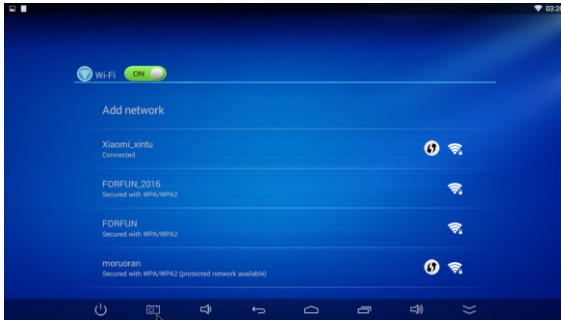 03:20
Wi-Fi ON
Add network
Xiaomi_xintu
Connected
FORFUN_2016
Secured with WPA/WPA2
FORFUN
Secured with WPA/WPA2
moruoran
Secured with WPA/WPA2 (protected network available)